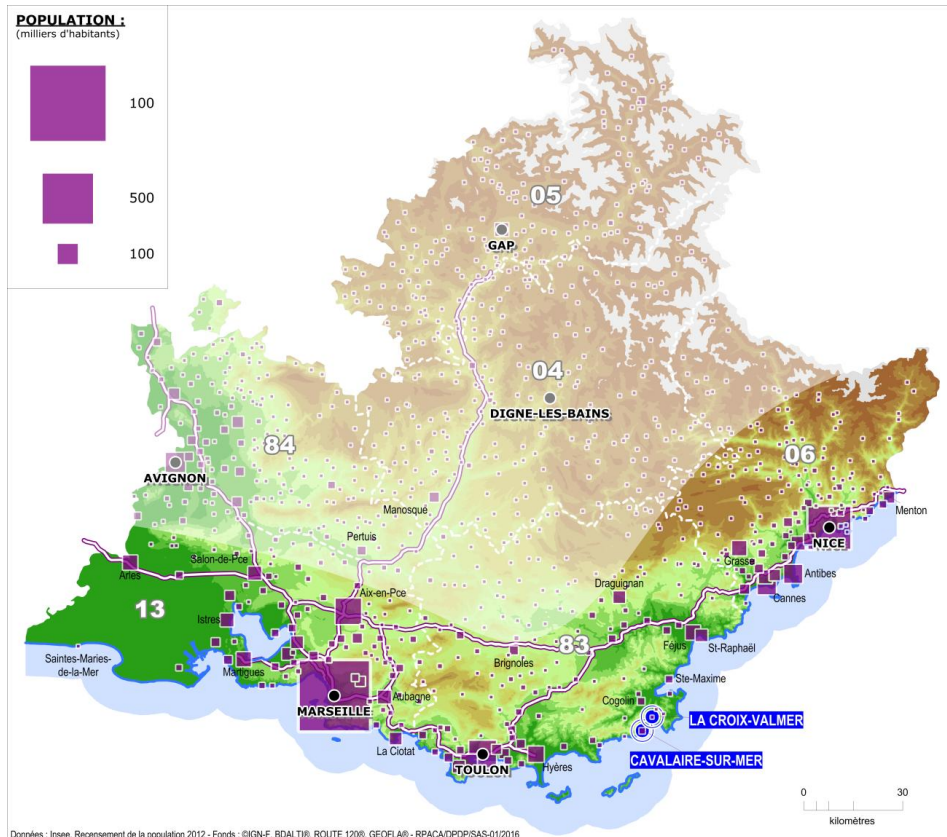 POPULATION :
(milliers d'habitants)
100
500
100
05
GAP
04
DIGNE-LES-BAINS
84
06
AVIGNON
Manosque
Menton
NICE
Pertuis
Salon-de-Pce
Grasse
Arles
Antibes
Draguignan
Aix-en-Pce
Cannes
13
Istres
83
Féjus
St-Raphaël
Saintes-Maries-
de-la-Mer
Martigues
Brignoles
Ste-Maxime
Aubagne
Cogolin
MARSEILLE
LA CROIX-VALMER
La Ciotat
CAVALAIRE-SUR-MER
TOULON
Hyères
0 30
kilomètres
Données : Insee, Recensement de la population 2012 - Fonds : ©IGN-F, BDALTI®, ROUTE 120®, GEOFLA® - RPACA/DPDP/SAS-01/2016